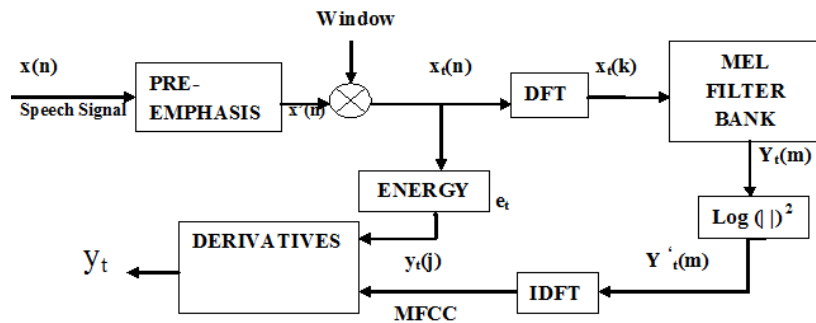 Window
x(n)
Speech Signal
PRE-
EMPHASIS
x'(n)
xₜ(n)
DFT
xₜ(k)
MEL
FILTER
BANK
Yₜ(m)
ENERGY
eₜ
Log (| |)²
DERIVATIVES
yₜ
yₜ(j)
MFCC
IDFT
Y ‘ₜ(m)